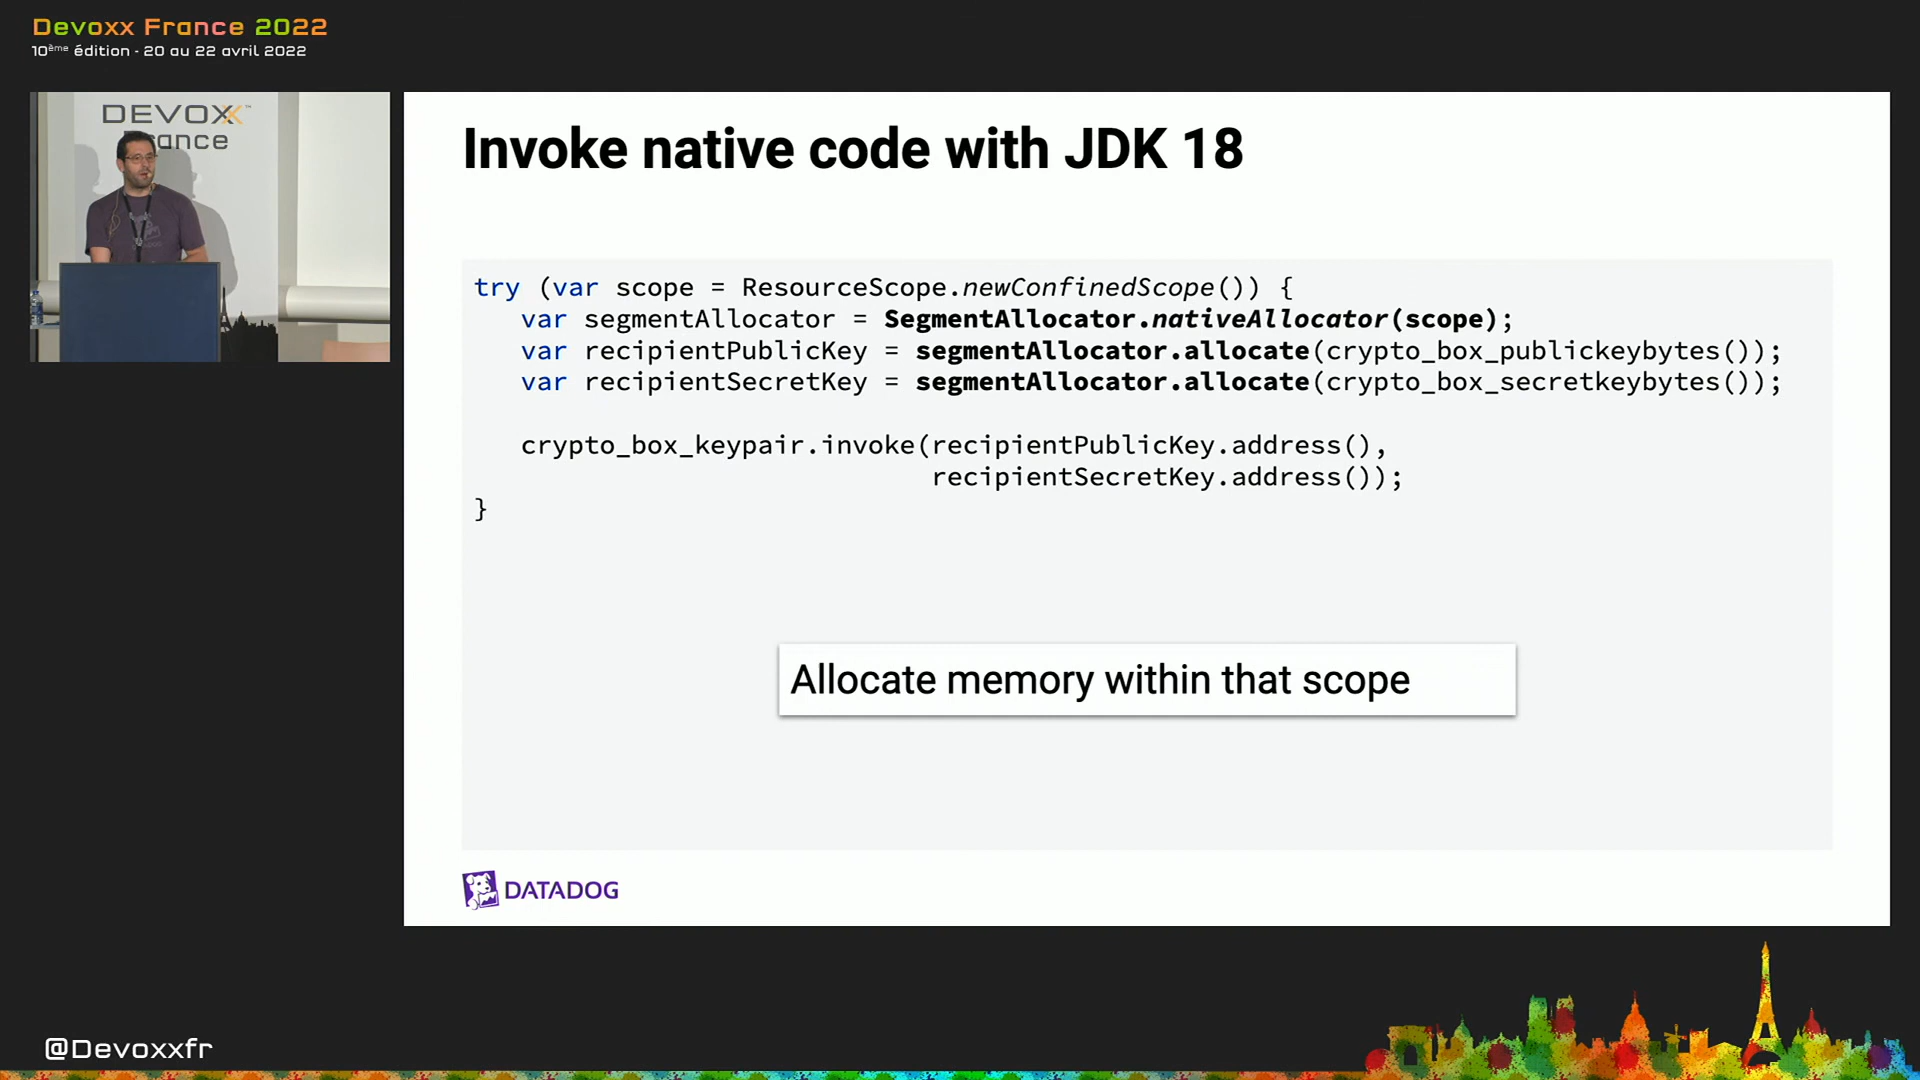 Devoxx France 2022
10ème édition - 20 au 22 avril 2022
DEVOXX™
France
Invoke native code with JDK 18
try (var scope = ResourceScope.newConfinedScope()) {
var segmentAllocator = SegmentAllocator.nativeAllocator(scope);
var recipientPublicKey = segmentAllocator.allocate(crypto_box_publickeybytes());
var recipientSecretKey = segmentAllocator.allocate(crypto_box_secretkeybytes());
crypto_box_keypair.invoke(recipientPublicKey.address(),
recipientSecretKey.address());
}
Allocate memory within that scope
DATADOG
@Devoxxfr